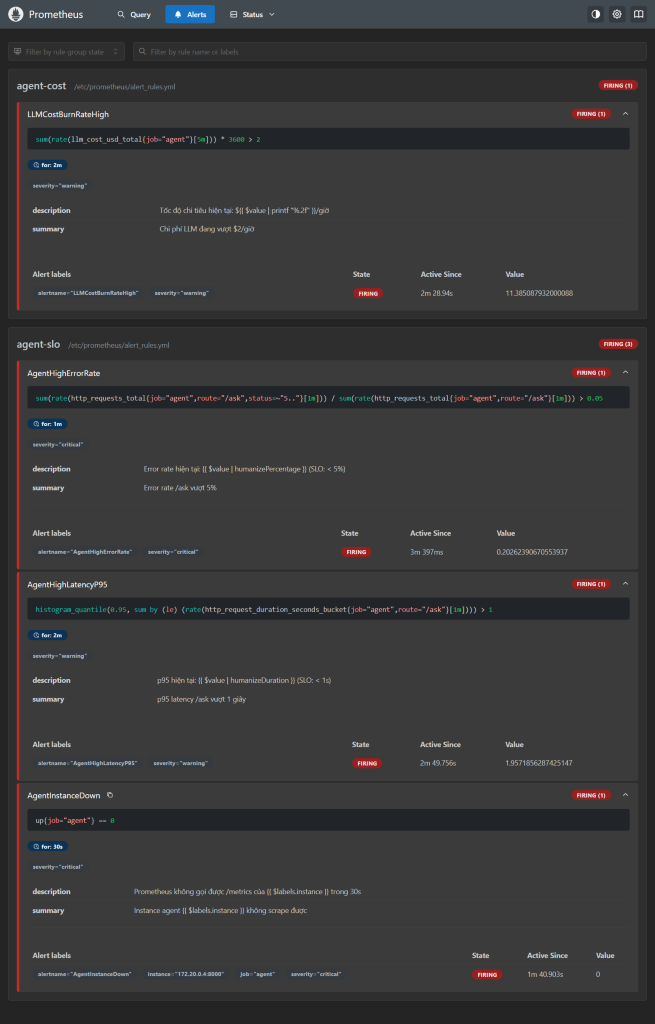 Prometheus
Query
Alerts
Status
Filter by rule group state
Filter by rule name or labels
agent-cost /etc/prometheus/alert_rules.yml FIRING (1)
LLMCostBurnRateHigh FIRING (1)
sum(rate(llm_cost_usd_total{job="agent"}[5m])) * 3600 > 2
for: 2m
severity="warning"
description Tốc độ chi tiêu hiện tại: ${{ $value | printf "%.2f" }}/giờ
summary Chi phí LLM đang vượt $2/giờ
Alert labels State Active Since Value
alertname="LLMCostBurnRateHigh" severity="warning" FIRING 2m 28.94s 11.385087932000088
agent-slo /etc/prometheus/alert_rules.yml FIRING (3)
AgentHighErrorRate FIRING (1)
sum(rate(http_requests_total{job="agent",route="/ask",status=~"5.."}[1m])) / sum(rate(http_requests_total{job="agent",route="/ask"}[1m])) > 0.05
for: 1m
severity="critical"
description Error rate hiện tại: {{ $value | humanizePercentage }} (SLO: < 5%)
summary Error rate /ask vượt 5%
Alert labels State Active Since Value
alertname="AgentHighErrorRate" severity="critical" FIRING 3m 397ms 0.20262390670553937
AgentHighLatencyP95 FIRING (1)
histogram_quantile(0.95, sum by (le) (rate(http_request_duration_seconds_bucket{job="agent",route="/ask"}[1m]))) > 1
for: 2m
severity="warning"
description p95 hiện tại: {{ $value | humanizeDuration }} (SLO: < 1s)
summary p95 latency /ask vượt 1 giây
Alert labels State Active Since Value
alertname="AgentHighLatencyP95" severity="warning" FIRING 2m 49.756s 1.9571856287425147
AgentInstanceDown FIRING (1)
up{job="agent"} == 0
for: 30s
severity="critical"
description Prometheus không gọi được /metrics của {{ $labels.instance }} trong 30s
summary Instance agent {{ $labels.instance }} không scrape được
Alert labels State Active Since Value
alertname="AgentInstanceDown" instance="172.20.0.4:8000" job="agent" severity="critical" FIRING 1m 40.903s 0